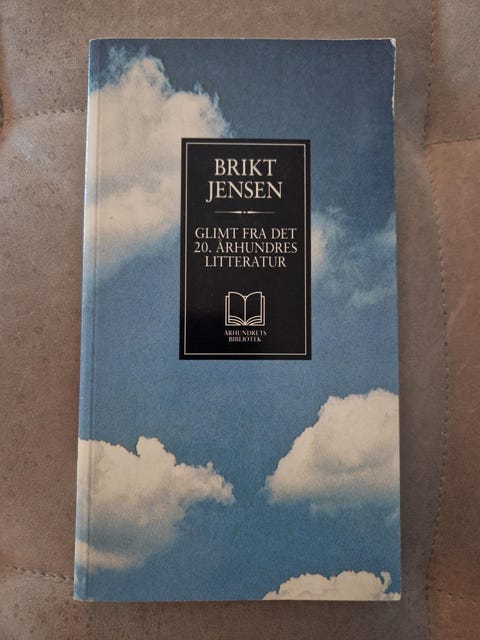 BRIKT
JENSEN
GLIMT FRA DET
20. ÅRHUNDRES
LITTERATUR
ÅRHUNDRETS
BIBLIOTEK